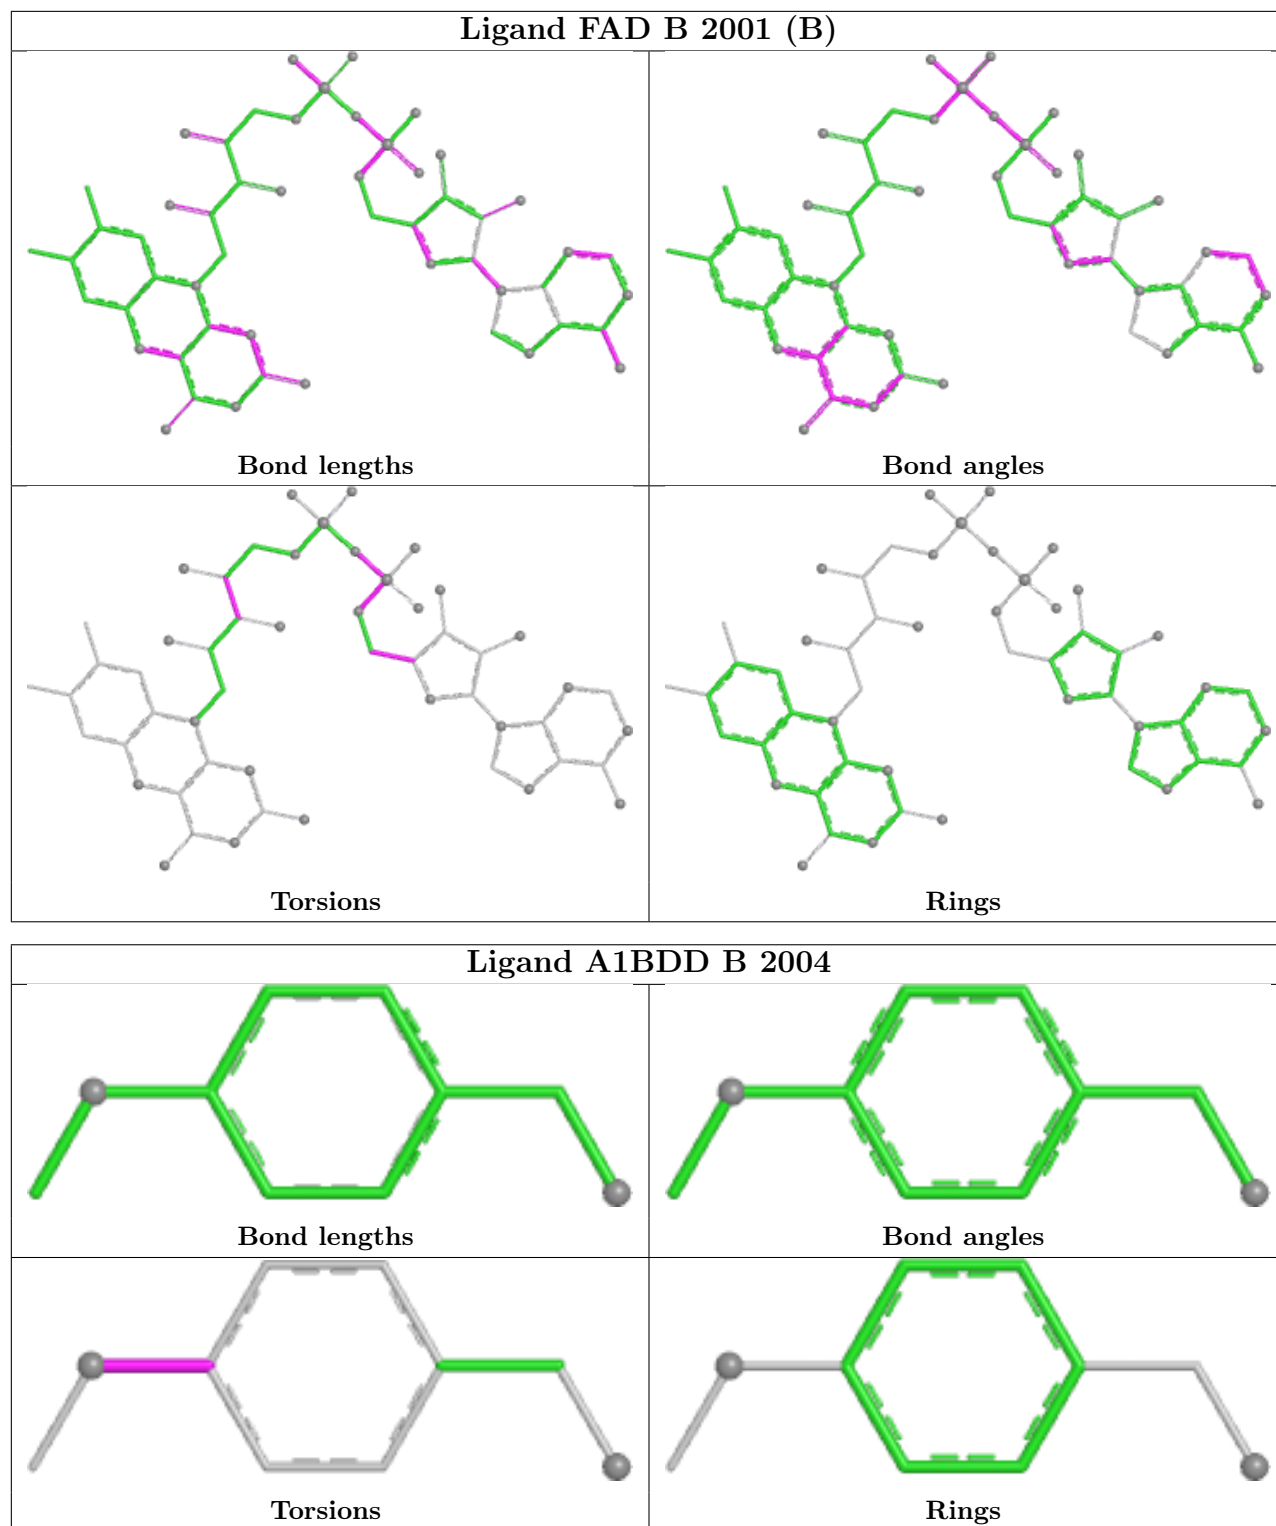 Ligand FAD B 2001 (B)
Bond lengths
Bond angles
Torsions
Rings
Ligand A1BDD B 2004
Bond lengths
Bond angles
Torsions
Rings